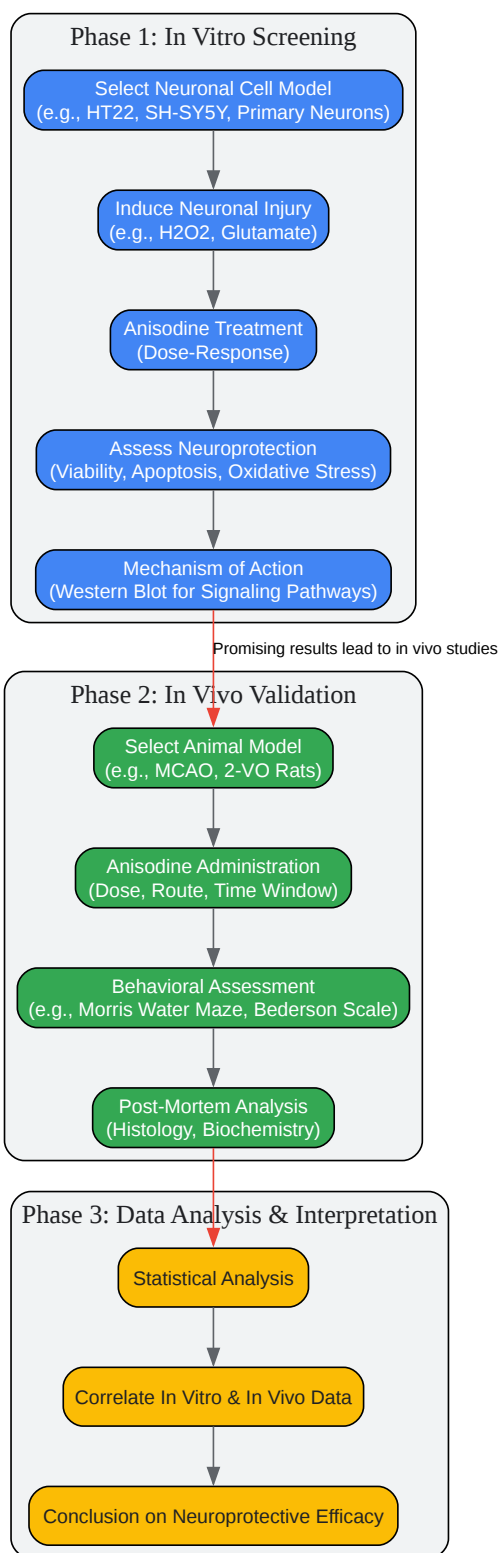 Phase 1: In Vitro Screening
Select Neuronal Cell Model
(e.g., HT22, SH-SY5Y, Primary Neurons)
Induce Neuronal Injury
(e.g., H2O2, Glutamate)
Anisodine Treatment
(Dose-Response)
Assess Neuroprotection
(Viability, Apoptosis, Oxidative Stress)
Mechanism of Action
(Western Blot for Signaling Pathways)
Promising results lead to in vivo studies
Phase 2: In Vivo Validation
Select Animal Model
(e.g., MCAO, 2-VO Rats)
Anisodine Administration
(Dose, Route, Time Window)
Behavioral Assessment
(e.g., Morris Water Maze, Bederson Scale)
Post-Mortem Analysis
(Histology, Biochemistry)
Phase 3: Data Analysis & Interpretation
Statistical Analysis
Correlate In Vitro & In Vivo Data
Conclusion on Neuroprotective Efficacy